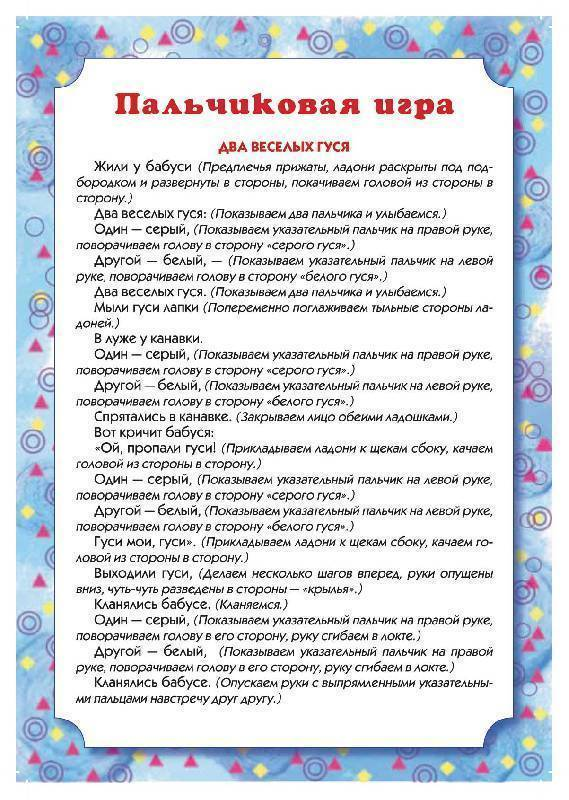 Пальчиковая игра
ДВА ВЕСЕЛЫХ ГУСЯ
Жили у бабуси (Предплечья прижаты, ладони раскрыты под под-
бородком и развернуты в стороны, покачиваем головой из стороны в
сторону.)
Два веселых гуся: (Показываем два пальчика и улыбаемся.)
Один — серый, (Показываем указательный пальчик на правой руке,
поворачиваем голову в сторону «серого гуся».)
Другой — белый, — (Показываем указательный пальчик на левой
руке, поворачиваем голову в сторону «белого гуся».)
Два веселых гуся. (Показываем два пальчика и улыбаемся.)
Мыли гуси лапки (Попеременно поглаживаем тыльные стороны ла-
доней.)
В луже у канавки.
Один — серый, (Показываем указательный пальчик на правой руке,
поворачиваем голову в сторону «серого гуся».)
Другой — белый, (Показываем указательный пальчик на левой руке,
поворачиваем голову в сторону «белого гуся».)
Спрятались в канавке. (Закрываем лицо обеими ладошками.)
Вот кричит бабуся:
«Ой, пропали гуси! (Прикладываем ладони к щекам сбоку, качаем
головой из стороны в сторону.)
Один — серый, (Показываем указательный пальчик на левой руке,
поворачиваем голову в сторону «серого гуся».)
Другой — белый, (Показываем указательный пальчик на левой руке,
поворачиваем голову в сторону «белого гуся».)
Гуси мои, гуси». (Прикладываем ладони к щекам сбоку, качаем го-
ловой из стороны в сторону.)
Выходили гуси, (Делаем несколько шагов вперед, руки опущены
вниз, чуть-чуть разведены в стороны — «крылья».)
Кланялись бабусе. (Кланяемся.)
Один — серый, (Показываем указательный пальчик на правой руке,
поворачиваем голову в его сторону, руку сгибаем в локте.)
Другой — белый, (Показываем указательный пальчик на правой
руке, поворачиваем голову в его сторону, руку сгибаем в локте.)
Кланялись бабусе. (Опускаем руки с выпрямленными указательны-
ми пальцами навстречу друг другу.)